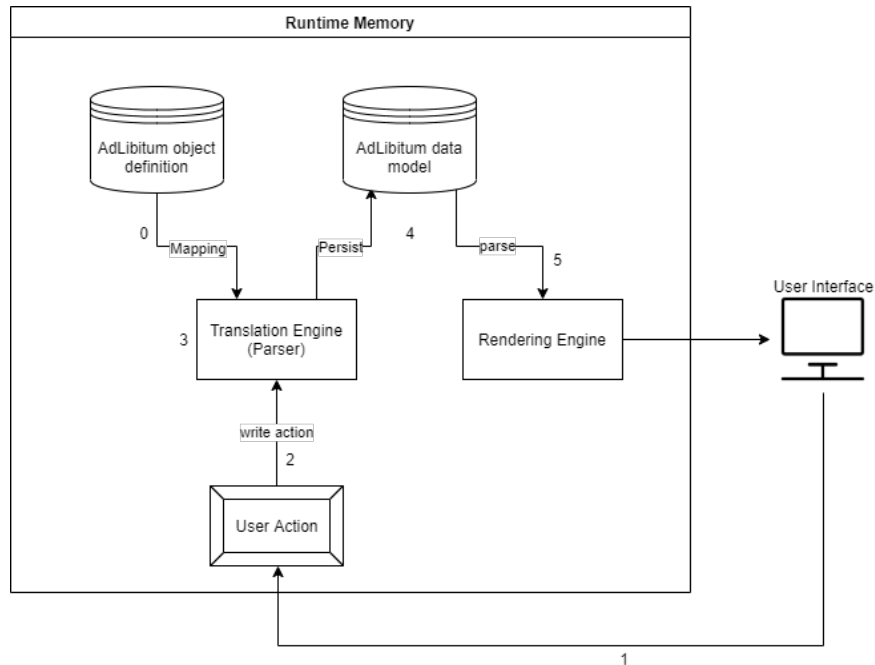 Runtime Memory
AdLibitum object
definition
AdLibitum data
model
0
Mapping
Persist
4
parse
5
User Interface
3
Translation Engine
(Parser)
Rendering Engine
write action
2
User Action
1